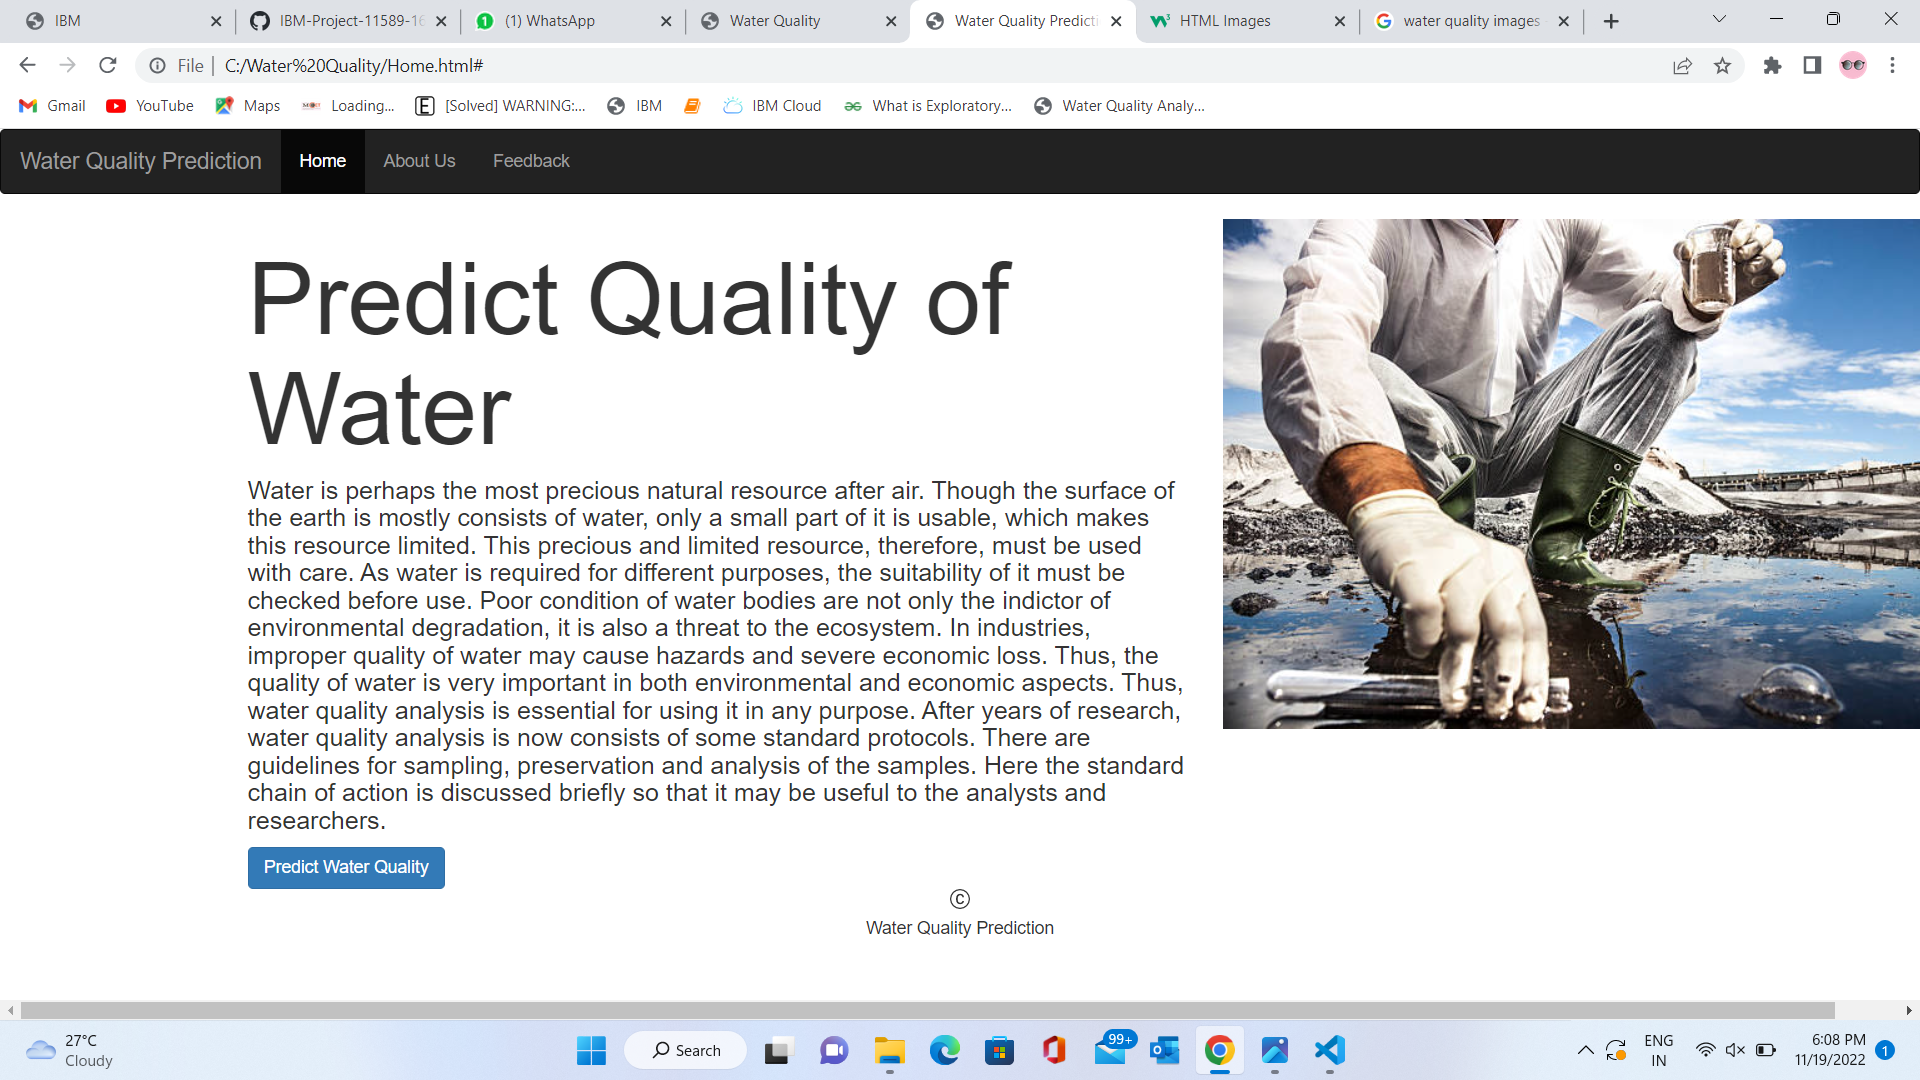 IBM
IBM-Project-11589-16
(1) WhatsApp
Water Quality
Water Quality Predicti
HTML Images
water quality images
File
C:/Water%20Quality/Home.html#
Gmail
YouTube
Maps
Loading...
[Solved] WARNING:...
IBM
IBM Cloud
What is Exploratory...
Water Quality Analy...
Water Quality Prediction
Home
About Us
Feedback
Predict Quality of
Water
Water is perhaps the most precious natural resource after air. Though the surface of
the earth is mostly consists of water, only a small part of it is usable, which makes
this resource limited. This precious and limited resource, therefore, must be used
with care. As water is required for different purposes, the suitability of it must be
checked before use. Poor condition of water bodies are not only the indictor of
environmental degradation, it is also a threat to the ecosystem. In industries,
improper quality of water may cause hazards and severe economic loss. Thus, the
quality of water is very important in both environmental and economic aspects. Thus,
water quality analysis is essential for using it in any purpose. After years of research,
water quality analysis is now consists of some standard protocols. There are
guidelines for sampling, preservation and analysis of the samples. Here the standard
chain of action is discussed briefly so that it may be useful to the analysts and
researchers.
Predict Water Quality
©
Water Quality Prediction
27°C
Cloudy
Search
99+
ENG
IN
6:08 PM
11/19/2022
1